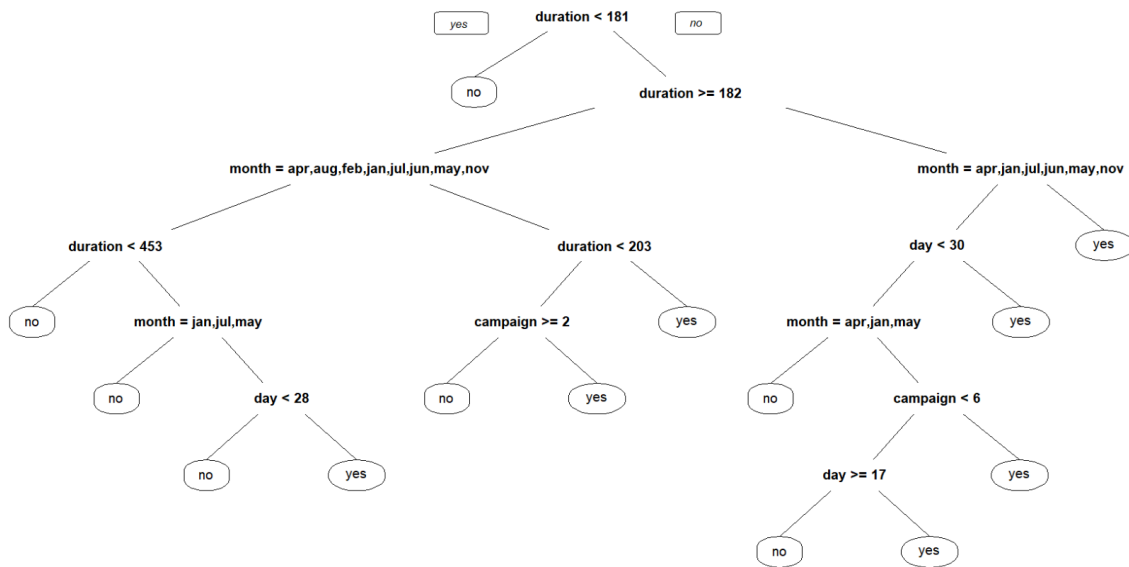 yes duration < 181 no
no duration >= 182
month = apr,aug,feb,jan,jul,jun,may,nov month = apr,jan,jul,jun,may,nov
duration < 453 duration < 203 day < 30 yes
no month = jan,jul,may campaign >= 2 yes month = apr,jan,may yes
no day < 28 no yes no campaign < 6
no yes day >= 17 yes
no yes